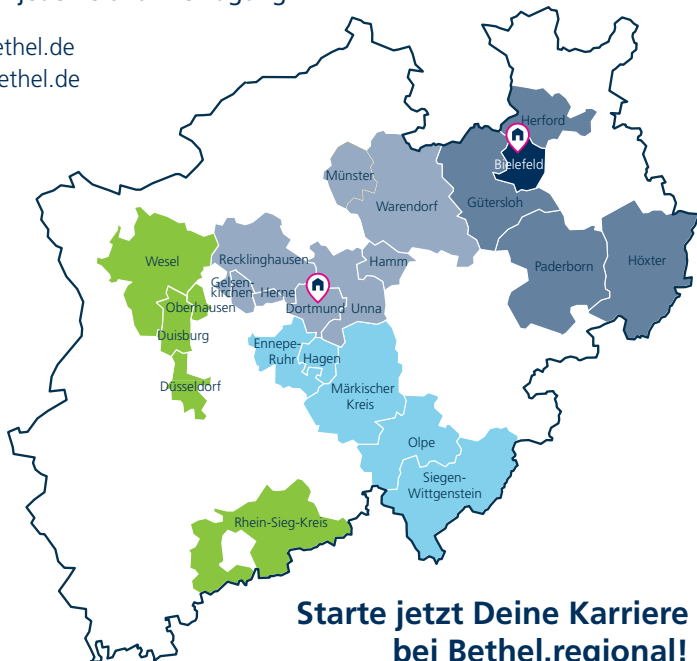 ethel.de
ethel.de
Herford
Bielefeld
Münster
Warendorf
Gütersloh
Wesel
Recklinghausen
Hamm
Paderborn
Höxter
Gelsen-
kirchen
Herne
Oberhausen
Dortmund
Unna
Duisburg
Ennepe-
Ruhr
Hagen
Düsseldorf
Märkischer
Kreis
Olpe
Siegen-
Wittgenstein
Rhein-Sieg-Kreis
Starte jetzt Deine Karriere
bei Bethel.regional!